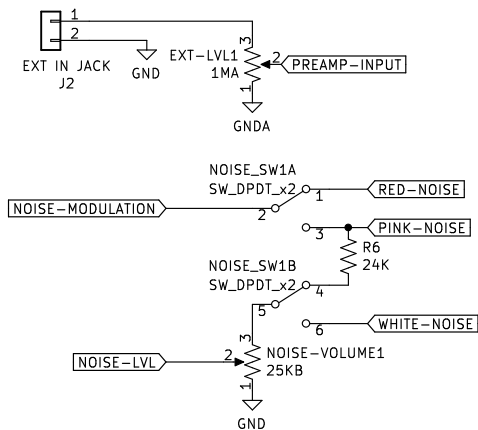 1
2
EXT IN JACK
J2
GND
EXT-LVL1
1MA
3
2
1
PREAMP-INPUT
GNDA
NOISE_SW1A
SW_DPDT_x2
1
RED-NOISE
NOISE-MODULATION
2
3
PINK-NOISE
R6
24K
NOISE_SW1B
SW_DPDT_x2
4
5
6
WHITE-NOISE
3
NOISE-LVL
2
NOISE-VOLUME1
25KB
1
GND